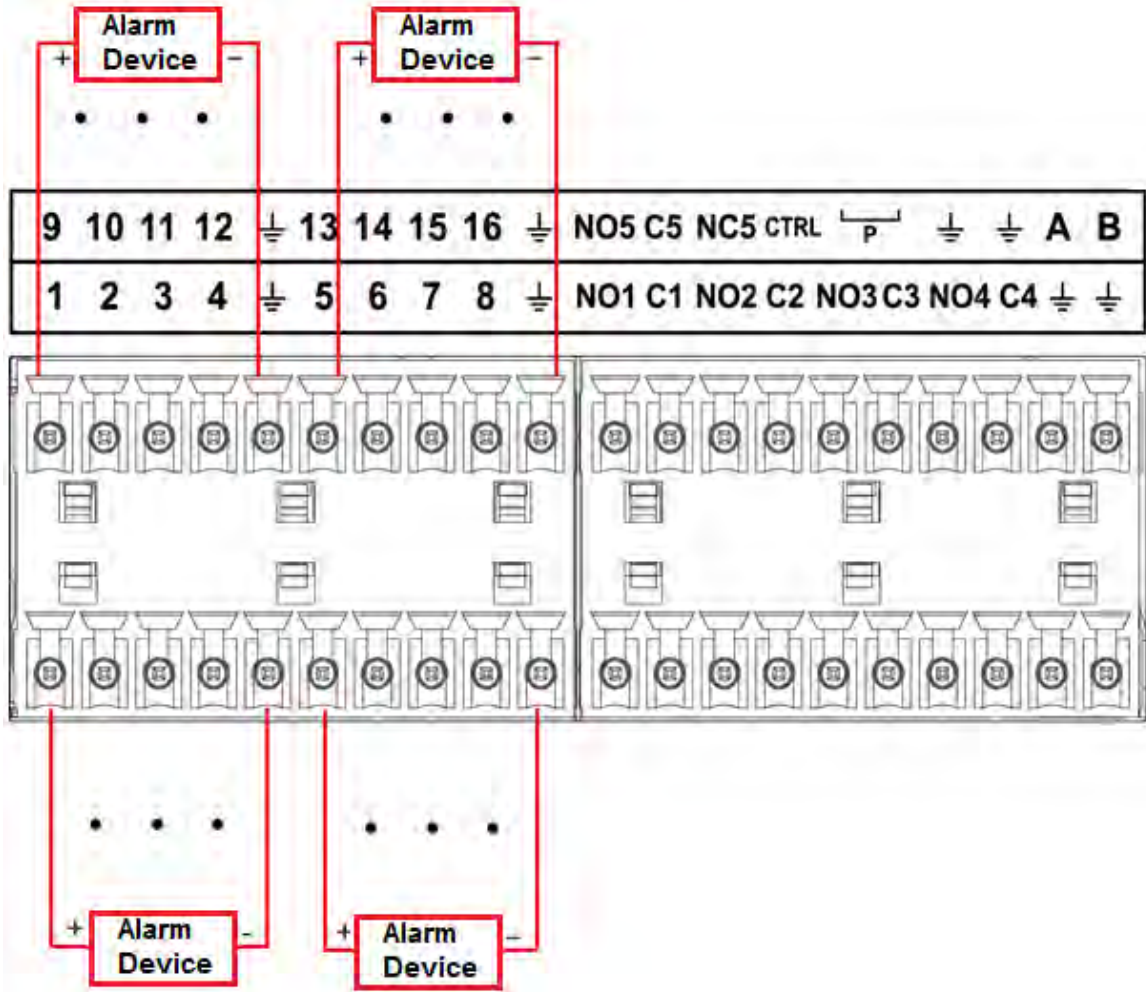 Alarm
Device
+ -
Alarm
Device
+ -
9 10 11 12 ⏚ 13 14 15 16 ⏚ NO5 C5 NC5 CTRL P ⏚ ⏚ A B
1 2 3 4 ⏚ 5 6 7 8 ⏚ NO1 C1 NO2 C2 NO3 C3 NO4 C4 ⏚ ⏚
+ -
Alarm
Device
+ -
Alarm
Device